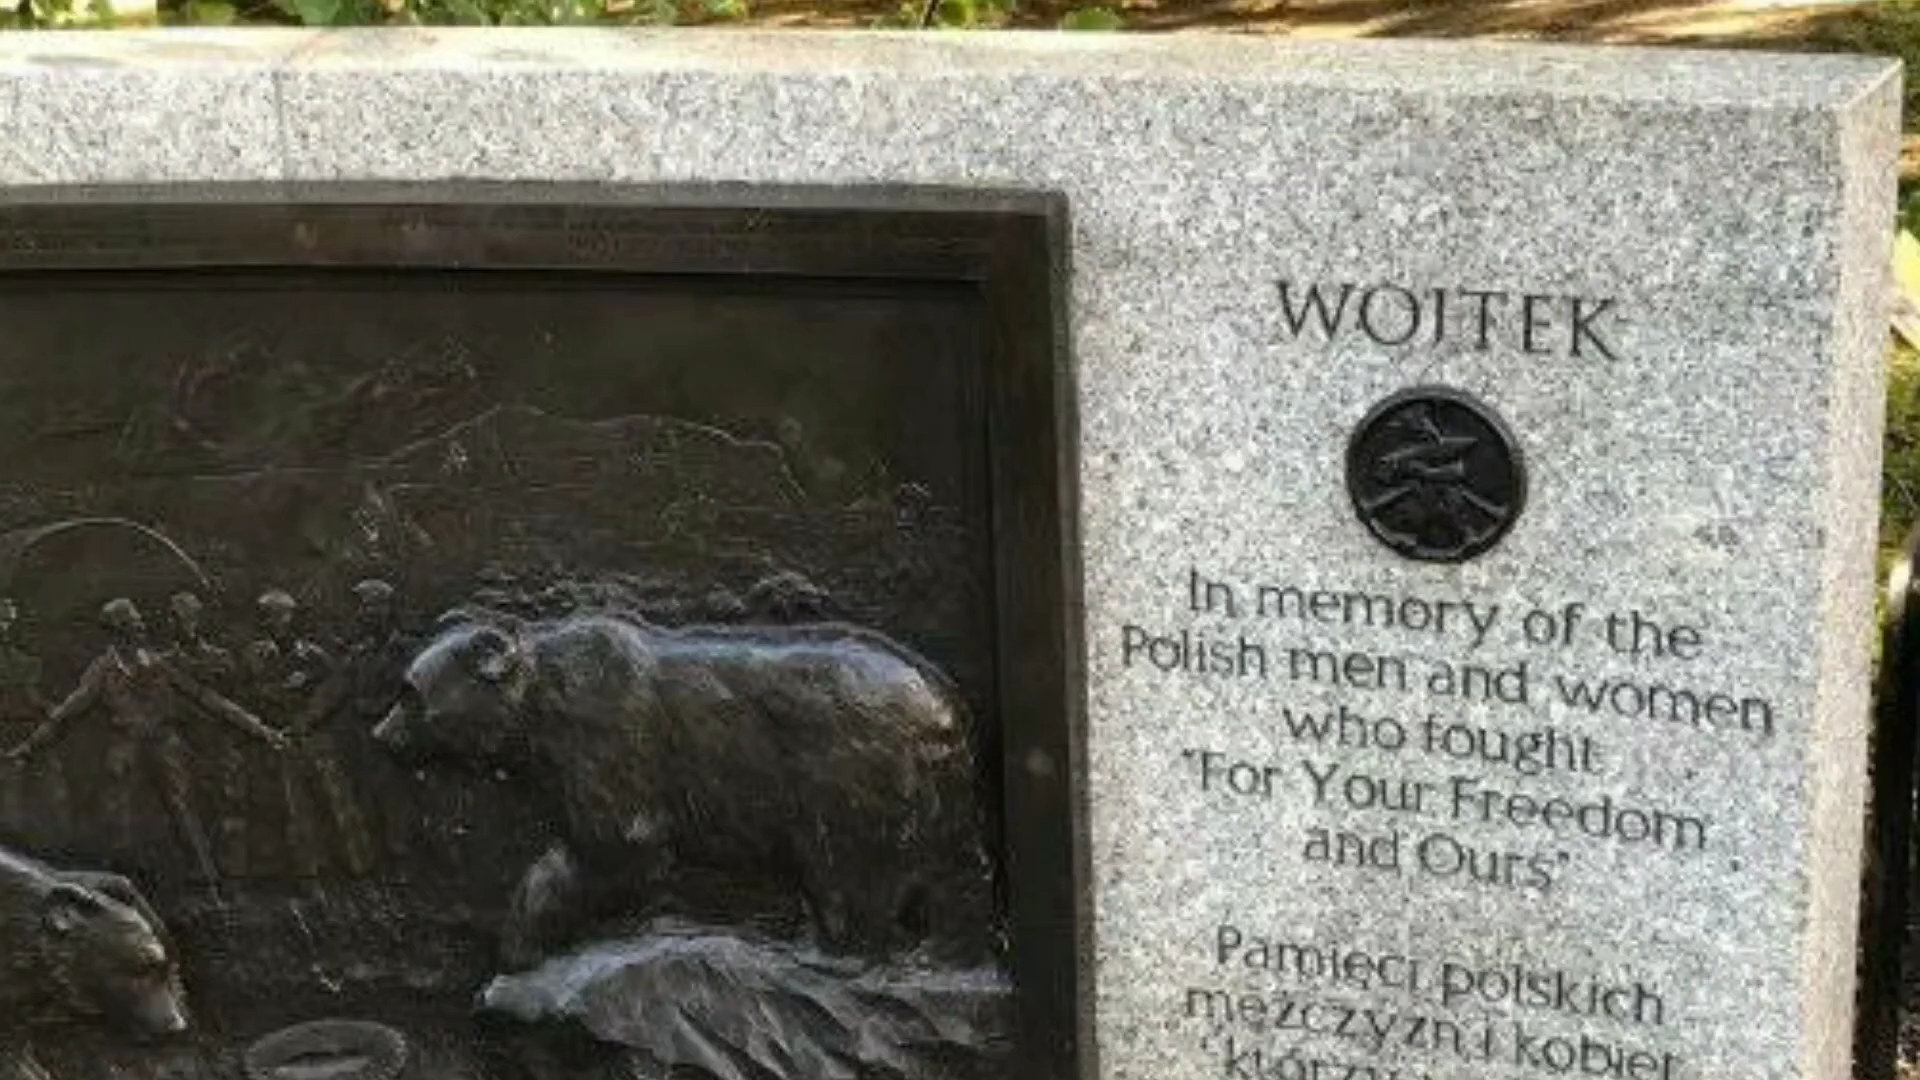 WOJTEK
In memory of the
Polish men and women
who fought
"For Your Freedom
and Ours"
Pamięci polskich
mężczyzn i kobiet
którzy